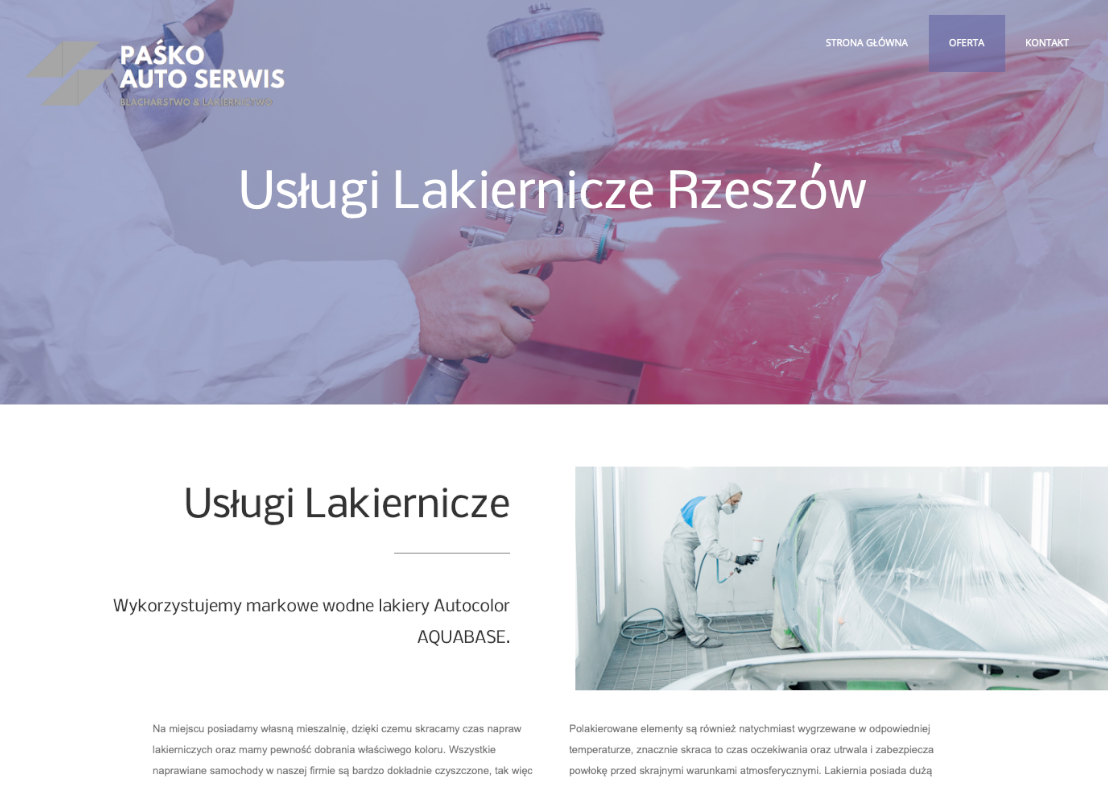 PAŚKO
AUTO SERWIS
BLACHARSTWO & LAKIERNICTWO
STRONA GŁÓWNA
OFERTA
KONTAKT
Usługi Lakiernicze Rzeszów
Usługi Lakiernicze
Wykorzystujemy markowe wodne lakiery Autocolor
AQUABASE.
Na miejscu posiadamy własną mieszalnię, dzięki czemu skracamy czas napraw
lakierniczych oraz mamy pewność dobrania właściwego koloru. Wszystkie
naprawiane samochody w naszej firmie są bardzo dokładnie czyszczone, tak więc
Polakierowane elementy są również natychmiast wygrzewane w odpowiedniej
temperaturze, znacznie skraca to czas oczekiwania oraz utrwala i zabezpiecza
powłokę przed skrajnymi warunkami atmosferycznymi. Lakiernia posiada dużą